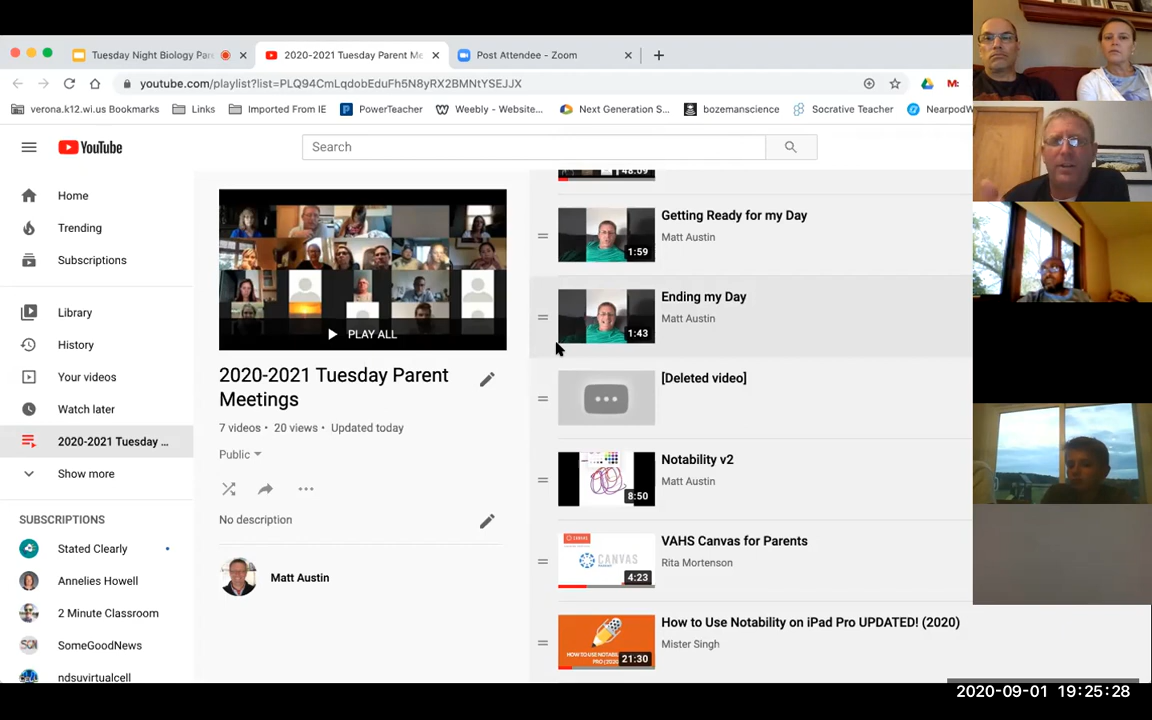 Tuesday Night Biology Par
2020-2021 Tuesday Parent Me
Post Attendee - Zoom
youtube.com/playlist?list=PLQ94CmLqdobEduFh5N8yRX2BMNtYSEJJX
verona.k12.wi.us Bookmarks
Links
Imported From IE
PowerTeacher
Weebly - Website...
Next Generation S...
bozemanscience
Socrative Teacher
NearpodW
YouTube
Search
Home
Trending
Subscriptions
Library
History
Your videos
Watch later
2020-2021 Tuesday ...
Show more
SUBSCRIPTIONS
Stated Clearly
Annelies Howell
2 Minute Classroom
SomeGoodNews
ndsuvirtualcell
PLAY ALL
2020-2021 Tuesday Parent
Meetings
7 videos • 20 views • Updated today
Public
No description
Matt Austin
48:09
Getting Ready for my Day
Matt Austin
1:59
Ending my Day
Matt Austin
1:43
[Deleted video]
Notability v2
Matt Austin
8:50
VAHS Canvas for Parents
Rita Mortenson
CANVAS
4:23
How to Use Notability on iPad Pro UPDATED! (2020)
Mister Singh
21:30
2020-09-01 19:25:28